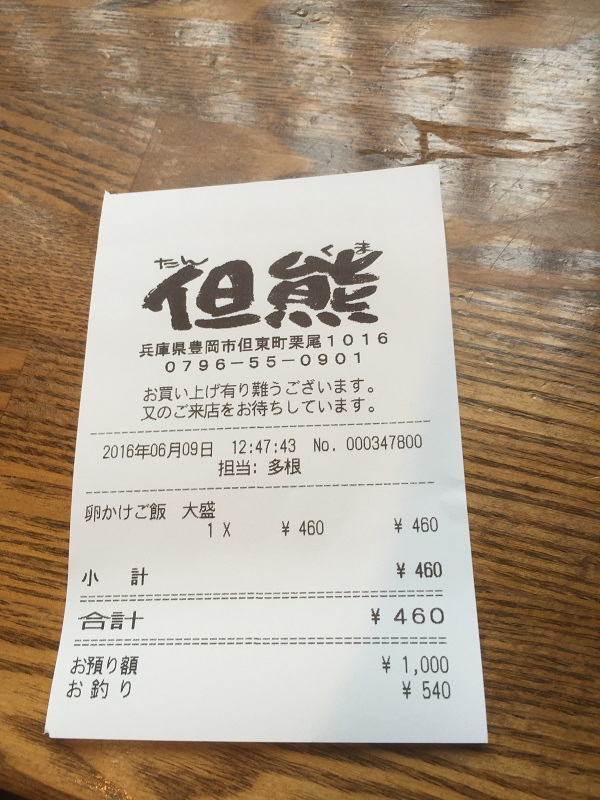 たんくま
但熊
兵庫県豊岡市但東町栗尾1016
0796-55-0901
お買い上げ有り難うございます。
又のご来店をお待ちしています。
2016年06月09日 12:47:43 No. 000347800
担当: 多根
卵かけご飯 大盛
1 X ¥ 460 ¥ 460
小 計 ¥ 460
合計 ¥ 460
お預り額 ¥ 1,000
お釣り ¥ 540